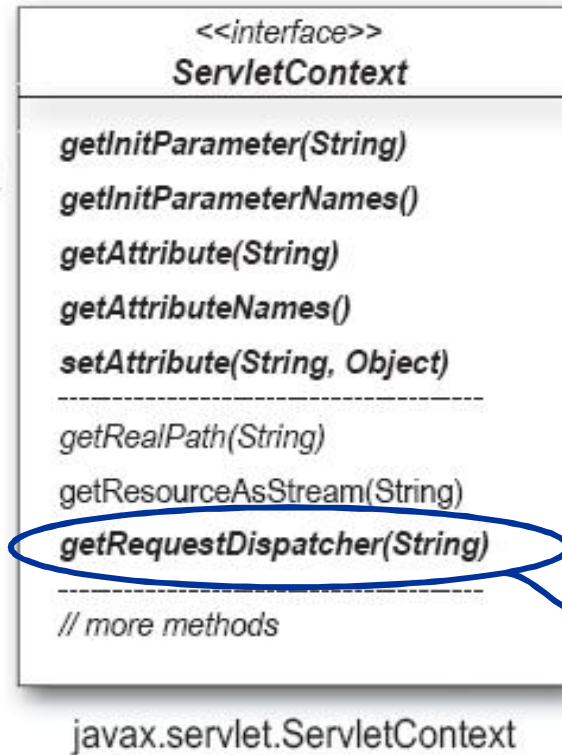 <<interface>>
ServletContext
getInitParameter(String)
getInitParameterNames()
getAttribute(String)
getAttributeNames()
setAttribute(String, Object)
getRealPath(String)
getResourceAsStream(String)
getRequestDispatcher(String)
// more methods
javax.servlet.ServletContext